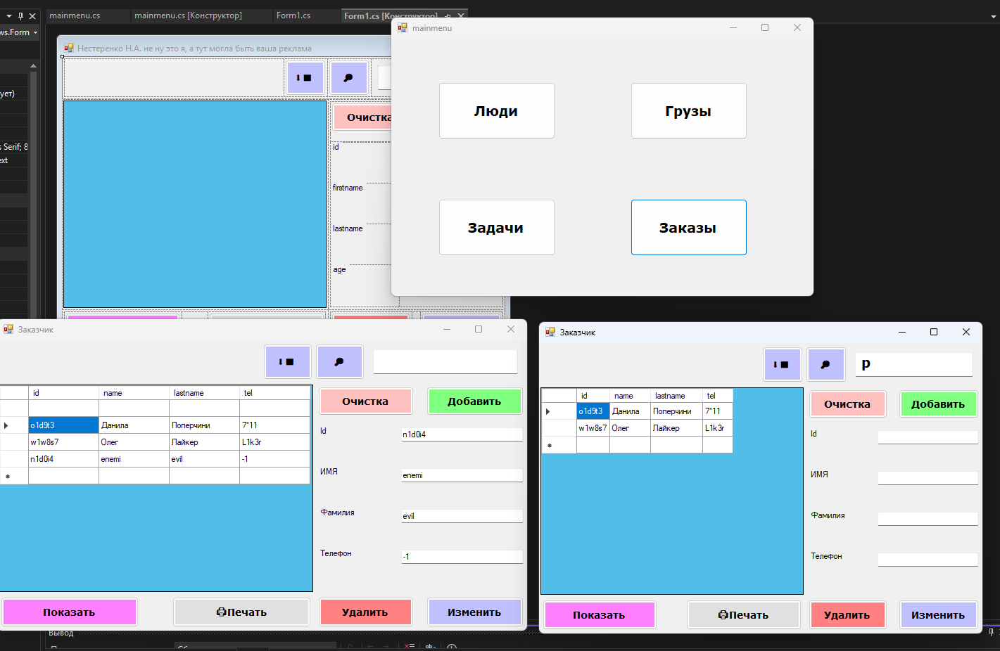 mainmenu.cs
mainmenu.cs [Конструктор]
Form1.cs
Form1.cs [Конструктор]
ws.Form
ует)
s Serif; 8
ext
Нестеренко Н.А. не ну это я, а тут могла быть ваша реклама
Очистка
id
firstname
lastname
age
mainmenu
Люди
Грузы
Задачи
Заказы
Заказчик
id name lastname tel
o1d9t3 Данила Поперчини 7*11
w1w8s7 Олег Лайкер L1k3r
n1d0i4 enemi evil -1
Очистка
Добавить
Id
n1d0i4
ИМЯ
enemi
Фамилия
evil
Телефон
-1
Показать
Печать
Удалить
Изменить
Заказчик
р
id name lastname tel
o1d9t3 Данила Поперчини 7*11
w1w8s7 Олег Лайкер L1k3r
Очистка
Добавить
Id
ИМЯ
Фамилия
Телефон
Показать
Печать
Удалить
Изменить
Вывод